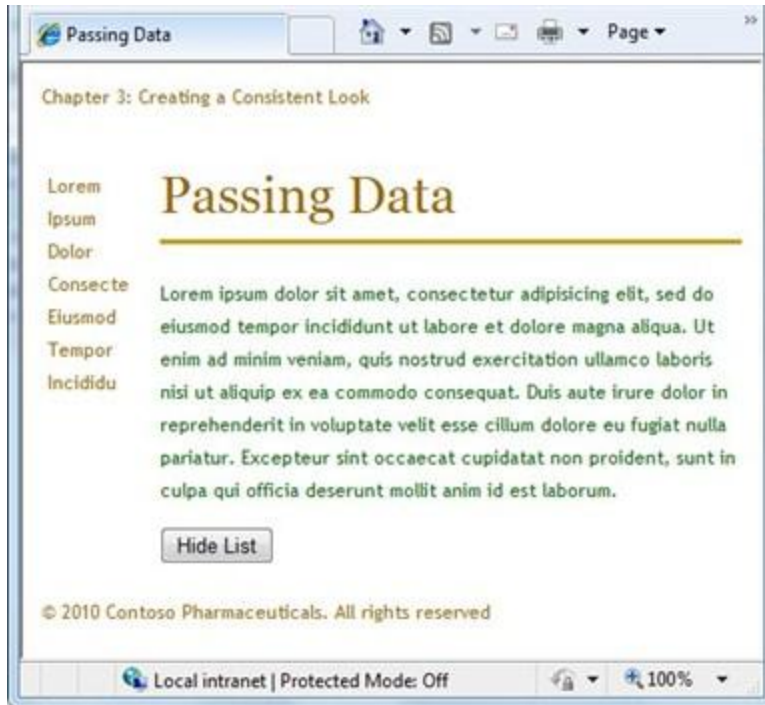 Passing Data
Page
Chapter 3: Creating a Consistent Look
Passing Data
Lorem
Ipsum
Dolor
Consecte
Eiusmod
Tempor
Incididu
Lorem ipsum dolor sit amet, consectetur adipisicing elit, sed do
eiusmod tempor incididunt ut labore et dolore magna aliqua. Ut
enim ad minim veniam, quis nostrud exercitation ullamco laboris
nisi ut aliquip ex ea commodo consequat. Duis aute irure dolor in
reprehenderit in voluptate velit esse cillum dolore eu fugiat nulla
pariatur. Excepteur sint occaecat cupidatat non proident, sunt in
culpa qui officia deserunt mollit anim id est laborum.
Hide List
© 2010 Contoso Pharmaceuticals. All rights reserved
Local intranet | Protected Mode: Off
100%